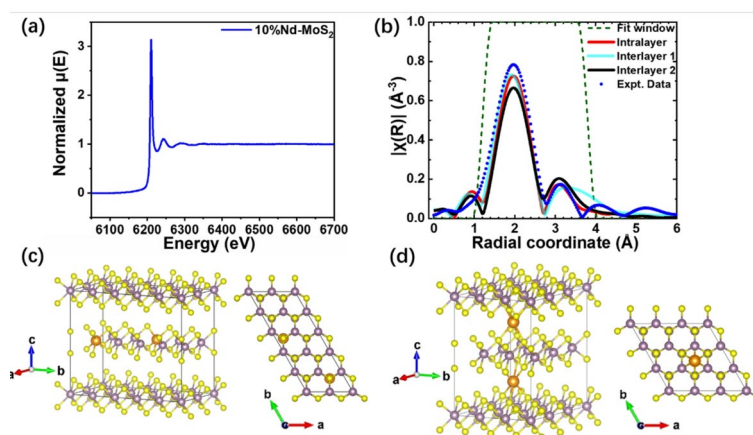 (a)
10%Nd-MoS₂
Normalized μ(E)
3
2
1
0
6100 6200 6300 6400 6500 6600 6700
Energy (eV)
(b)
Fit window
Intralayer
Interlayer 1
Interlayer 2
Expt. Data
|χ(R)| (Å⁻³)
1.0
0.8
0.6
0.4
0.2
0.0
0 1 2 3 4 5 6
Radial coordinate (Å)
(c)
c
a
b
b
a
(d)
c
a
b
b
a